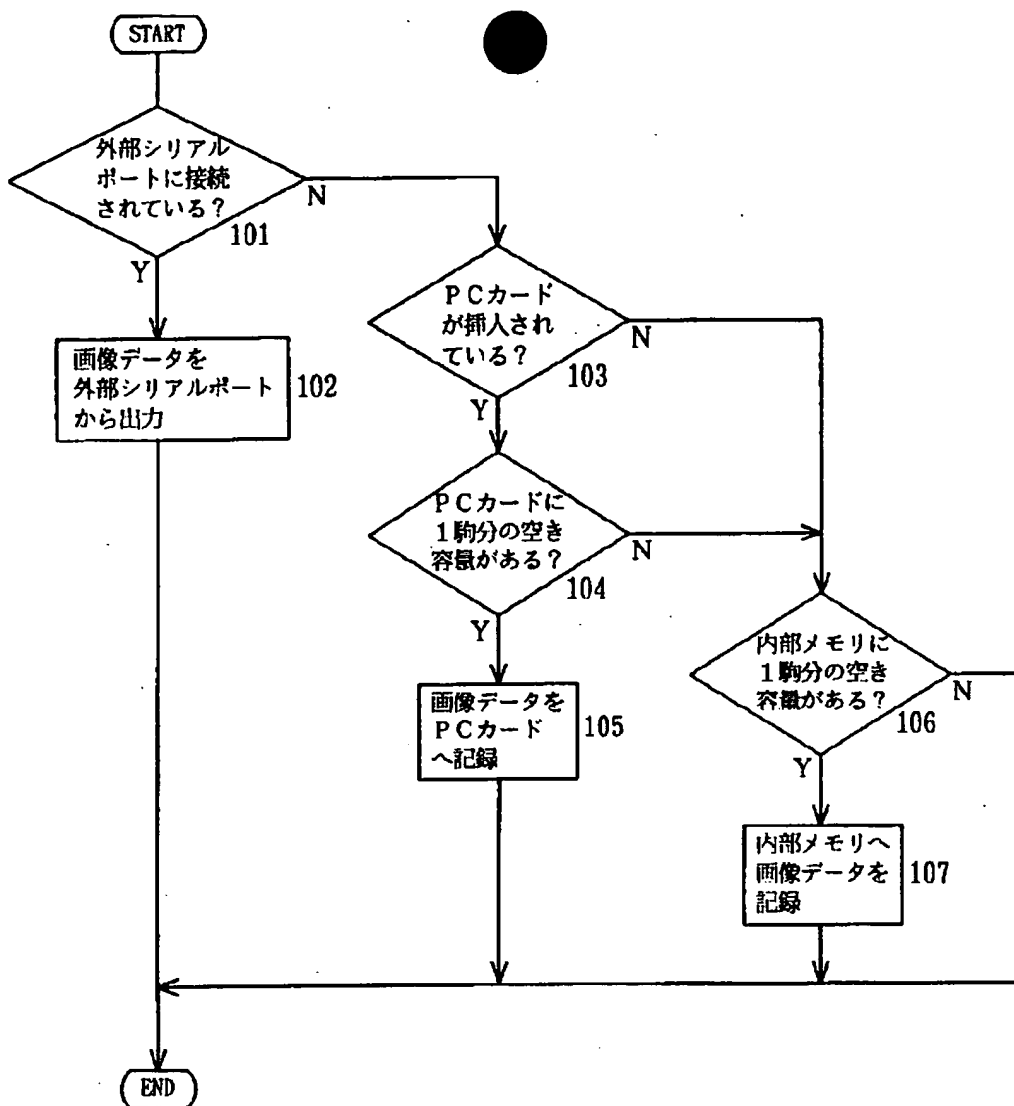 START
外部シリアル
ポートに接続
されている？
101
N
Y
画像データを
外部シリアルポート
から出力
102
ＰＣカード
が挿入され
ている？
103
N
Y
ＰＣカードに
１駒分の空き
容量がある？
104
N
Y
画像データを
ＰＣカード
へ記録
105
内部メモリに
１駒分の空き
容量がある？
106
N
Y
内部メモリへ
画像データを
記録
107
END